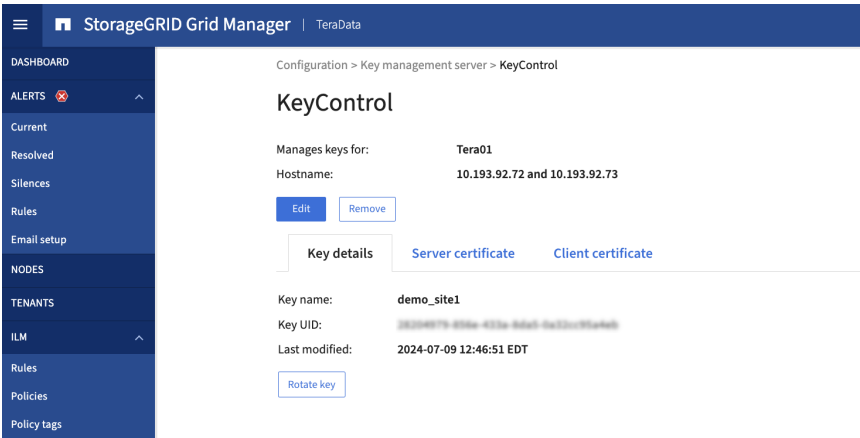 StorageGRID Grid Manager | TeraData
DASHBOARD
ALERTS
Current
Resolved
Silences
Rules
Email setup
NODES
TENANTS
ILM
Rules
Policies
Policy tags
Configuration > Key management server > KeyControl
KeyControl
Manages keys for: Tera01
Hostname: 10.193.92.72 and 10.193.92.73
Edit Remove
Key details Server certificate Client certificate
Key name: demo_site1
Key UID:
Last modified: 2024-07-09 12:46:51 EDT
Rotate key